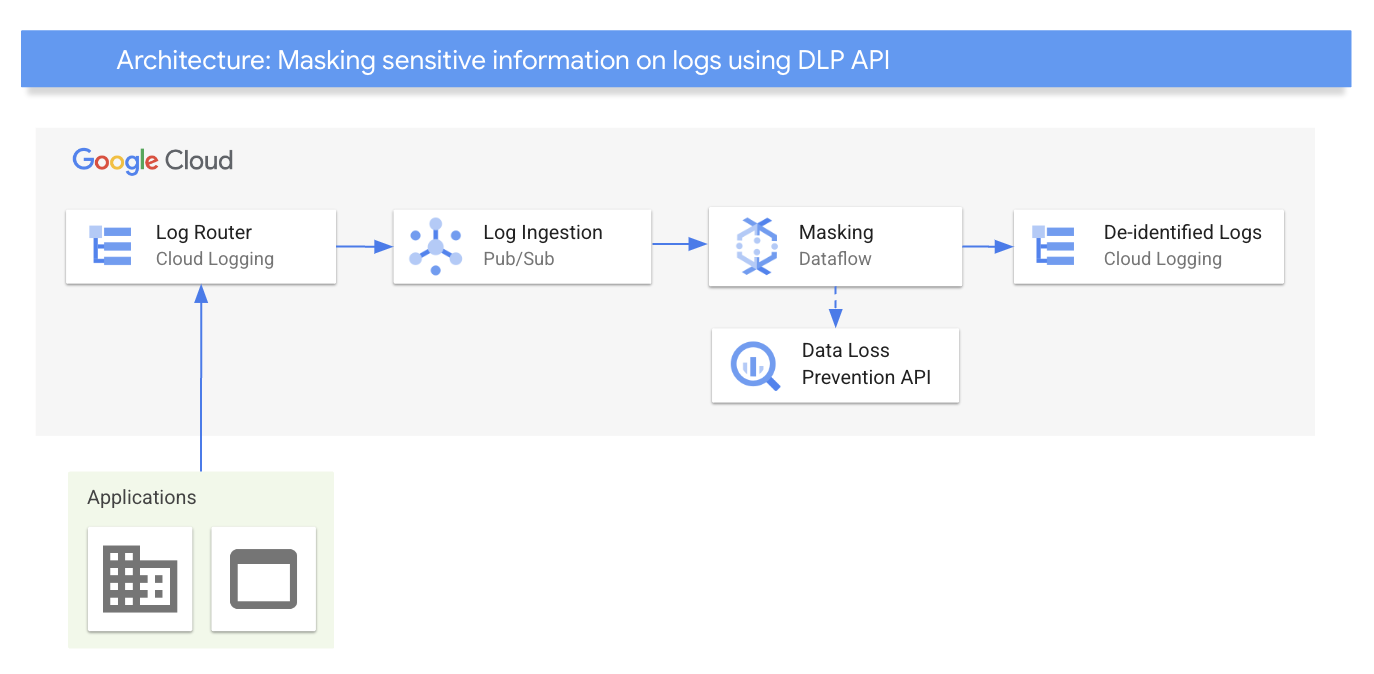 Architecture: Masking sensitive information on logs using DLP API
Google Cloud
Log Router
Cloud Logging
Log Ingestion
Pub/Sub
Masking
Dataflow
De-identified Logs
Cloud Logging
Data Loss
Prevention API
Applications